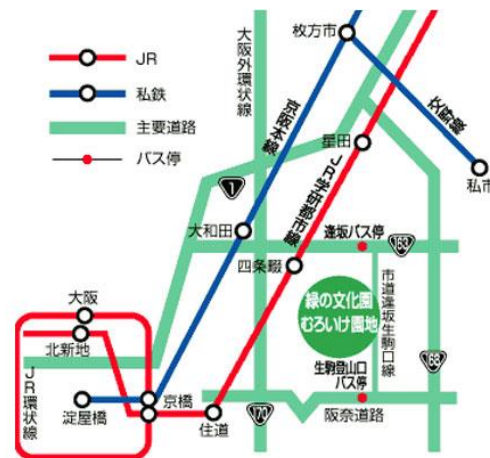 JR
私鉄
主要道路
バス停
大阪外環状線
枚方市
京阪本線
交野線
星田
私市
1
JR学研都市線
大和田
逢坂バス停
163
四条畷
大阪
北新地
緑の文化園
むろいけ園地
市道逢坂生駒口線
生駒登山口
バス停
168
JR環状線
京橋
淀屋橋
住道
170
阪奈道路